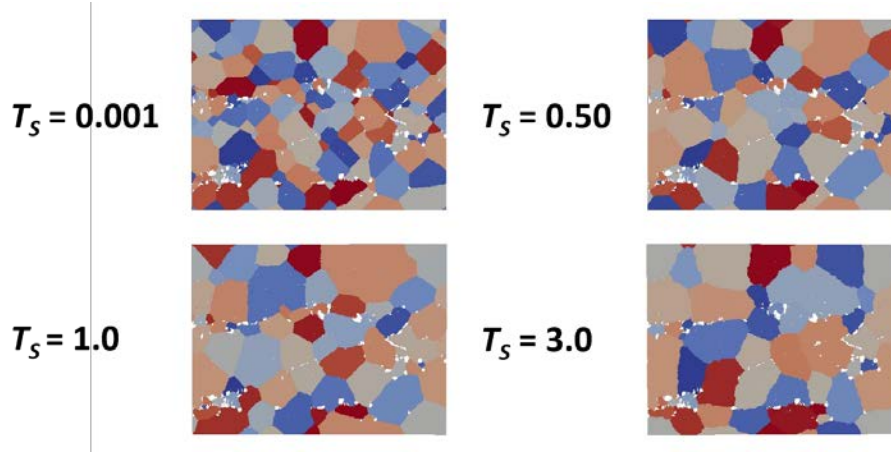 T_S = 0.001
T_S = 0.50
T_S = 1.0
T_S = 3.0